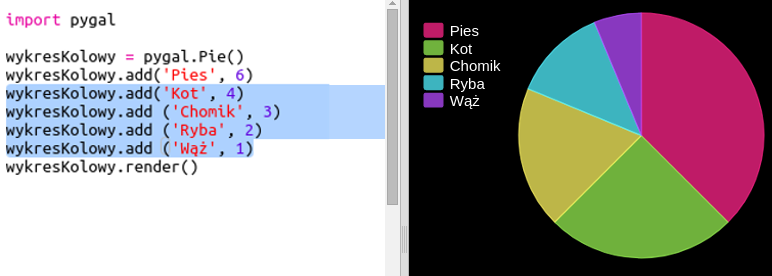 import pygal
wykresKolowy = pygal.Pie()
wykresKolowy.add('Pies', 6)
wykresKolowy.add('Kot', 4)
wykresKolowy.add ('Chomik', 3)
wykresKolowy.add ('Ryba', 2)
wykresKolowy.add ('Wąż', 1)
wykresKolowy.render()
Pies
Kot
Chomik
Ryba
Wąż